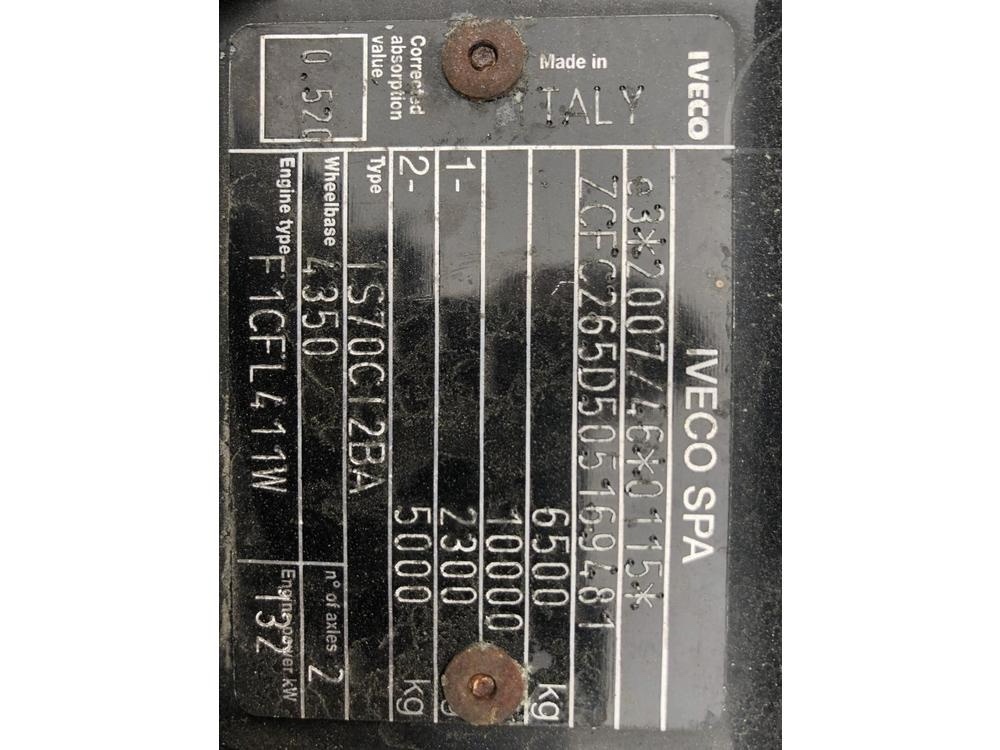 IVECO
IVECO SPA
Made in
ITALY
e3*2007/46*0115*
ZCFC265D505169481
6500 kg
10000
1- 2300
2- 5000 kg
Corrected
absorption
value
0.520
Type IS70CI2BA
Wheelbase 4350 n° of axles 2
Engine type F1CFL411W Engine power kW 132